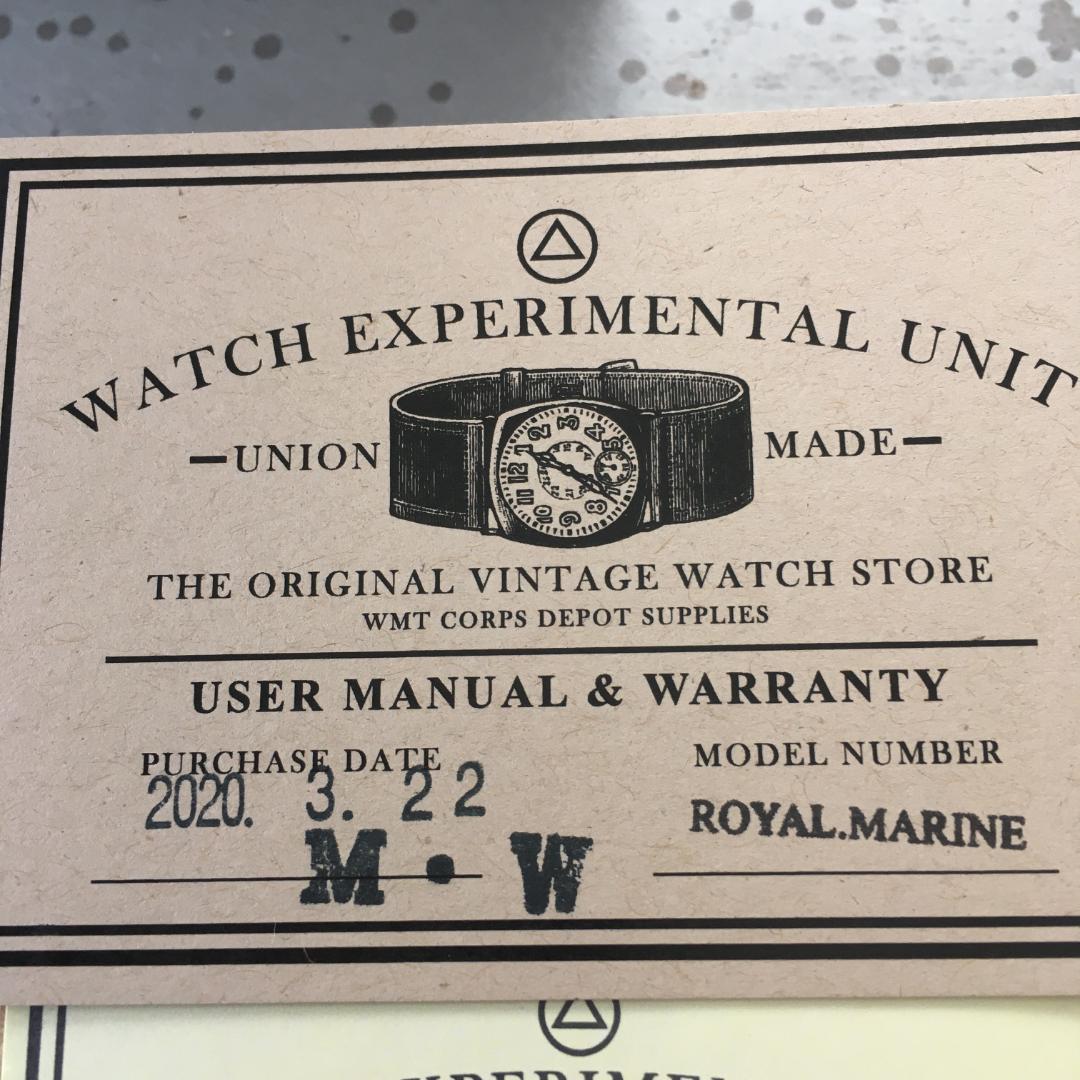 WATCH EXPERIMENTAL UNIT
UNION MADE
THE ORIGINAL VINTAGE WATCH STORE
WMT CORPS DEPOT SUPPLIES
USER MANUAL & WARRANTY
PURCHASE DATE
2020. 3. 22
M • W
MODEL NUMBER
ROYAL.MARINE